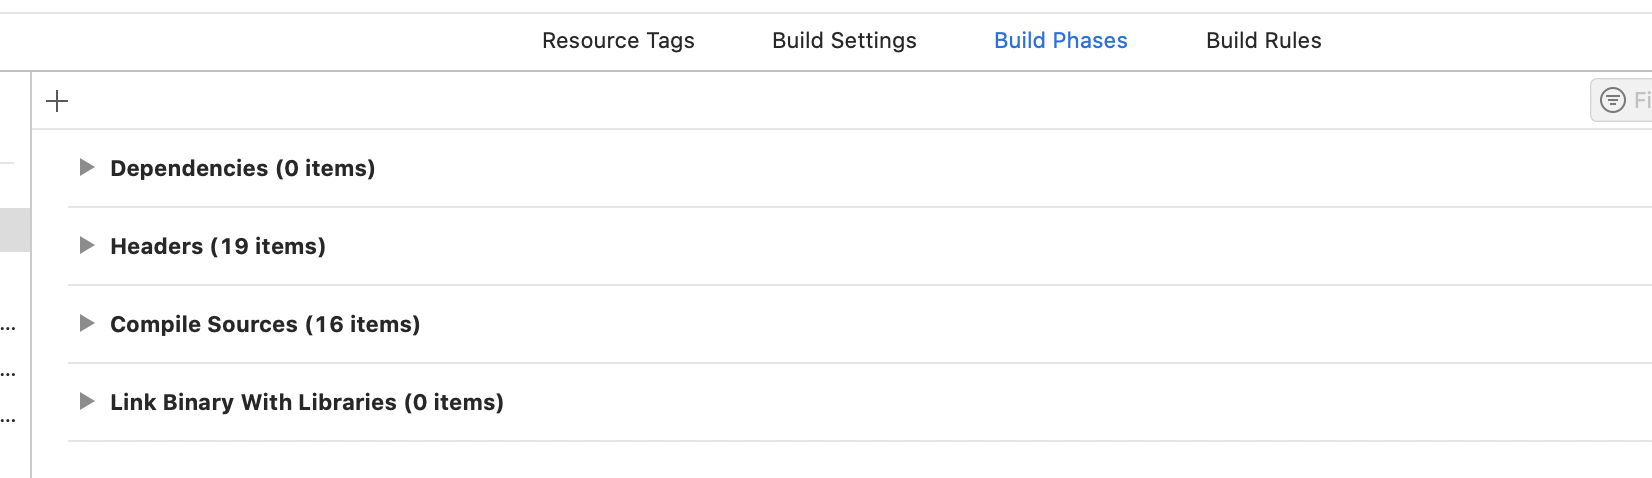 Resource Tags Build Settings Build Phases Build Rules
Dependencies (0 items)
Headers (19 items)
Compile Sources (16 items)
...
...
Link Binary With Libraries (0 items)
...